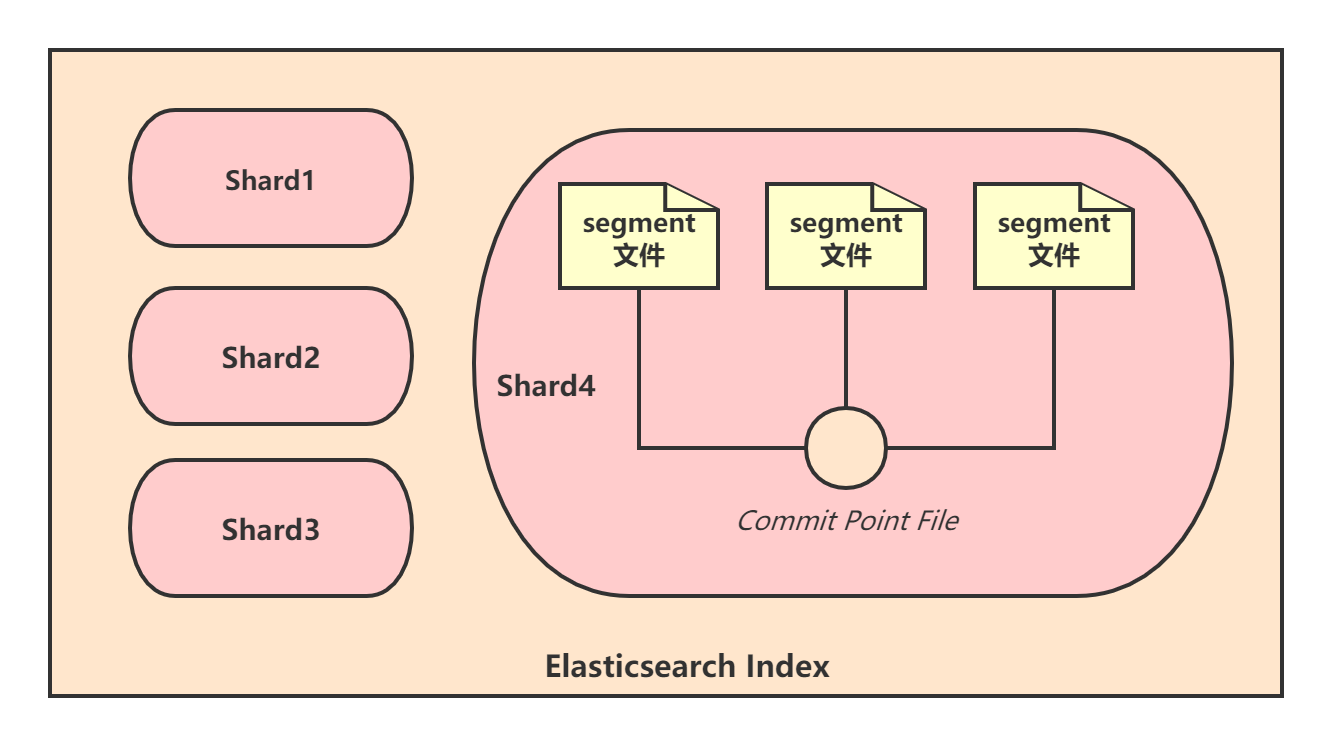 Shard1
Shard2
Shard3
segment
文件
segment
文件
segment
文件
Shard4
Commit Point File
Elasticsearch Index